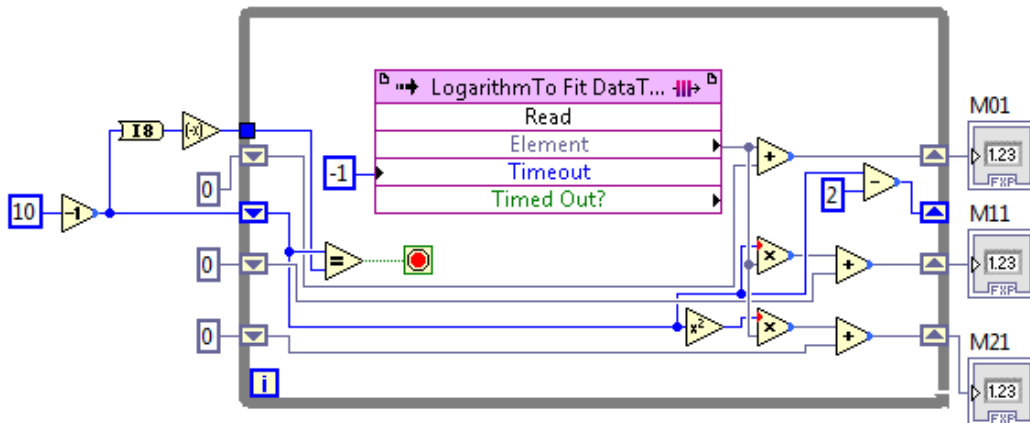 LogarithmTo Fit DataT...
Read
Element
-1
Timeout
Timed Out?
M01
1.23
FXP
I8
(-x)
0
10
-1
+
2
-
M11
1.23
FXP
0
=
x
+
0
x²
x
+
M21
1.23
FXP
i